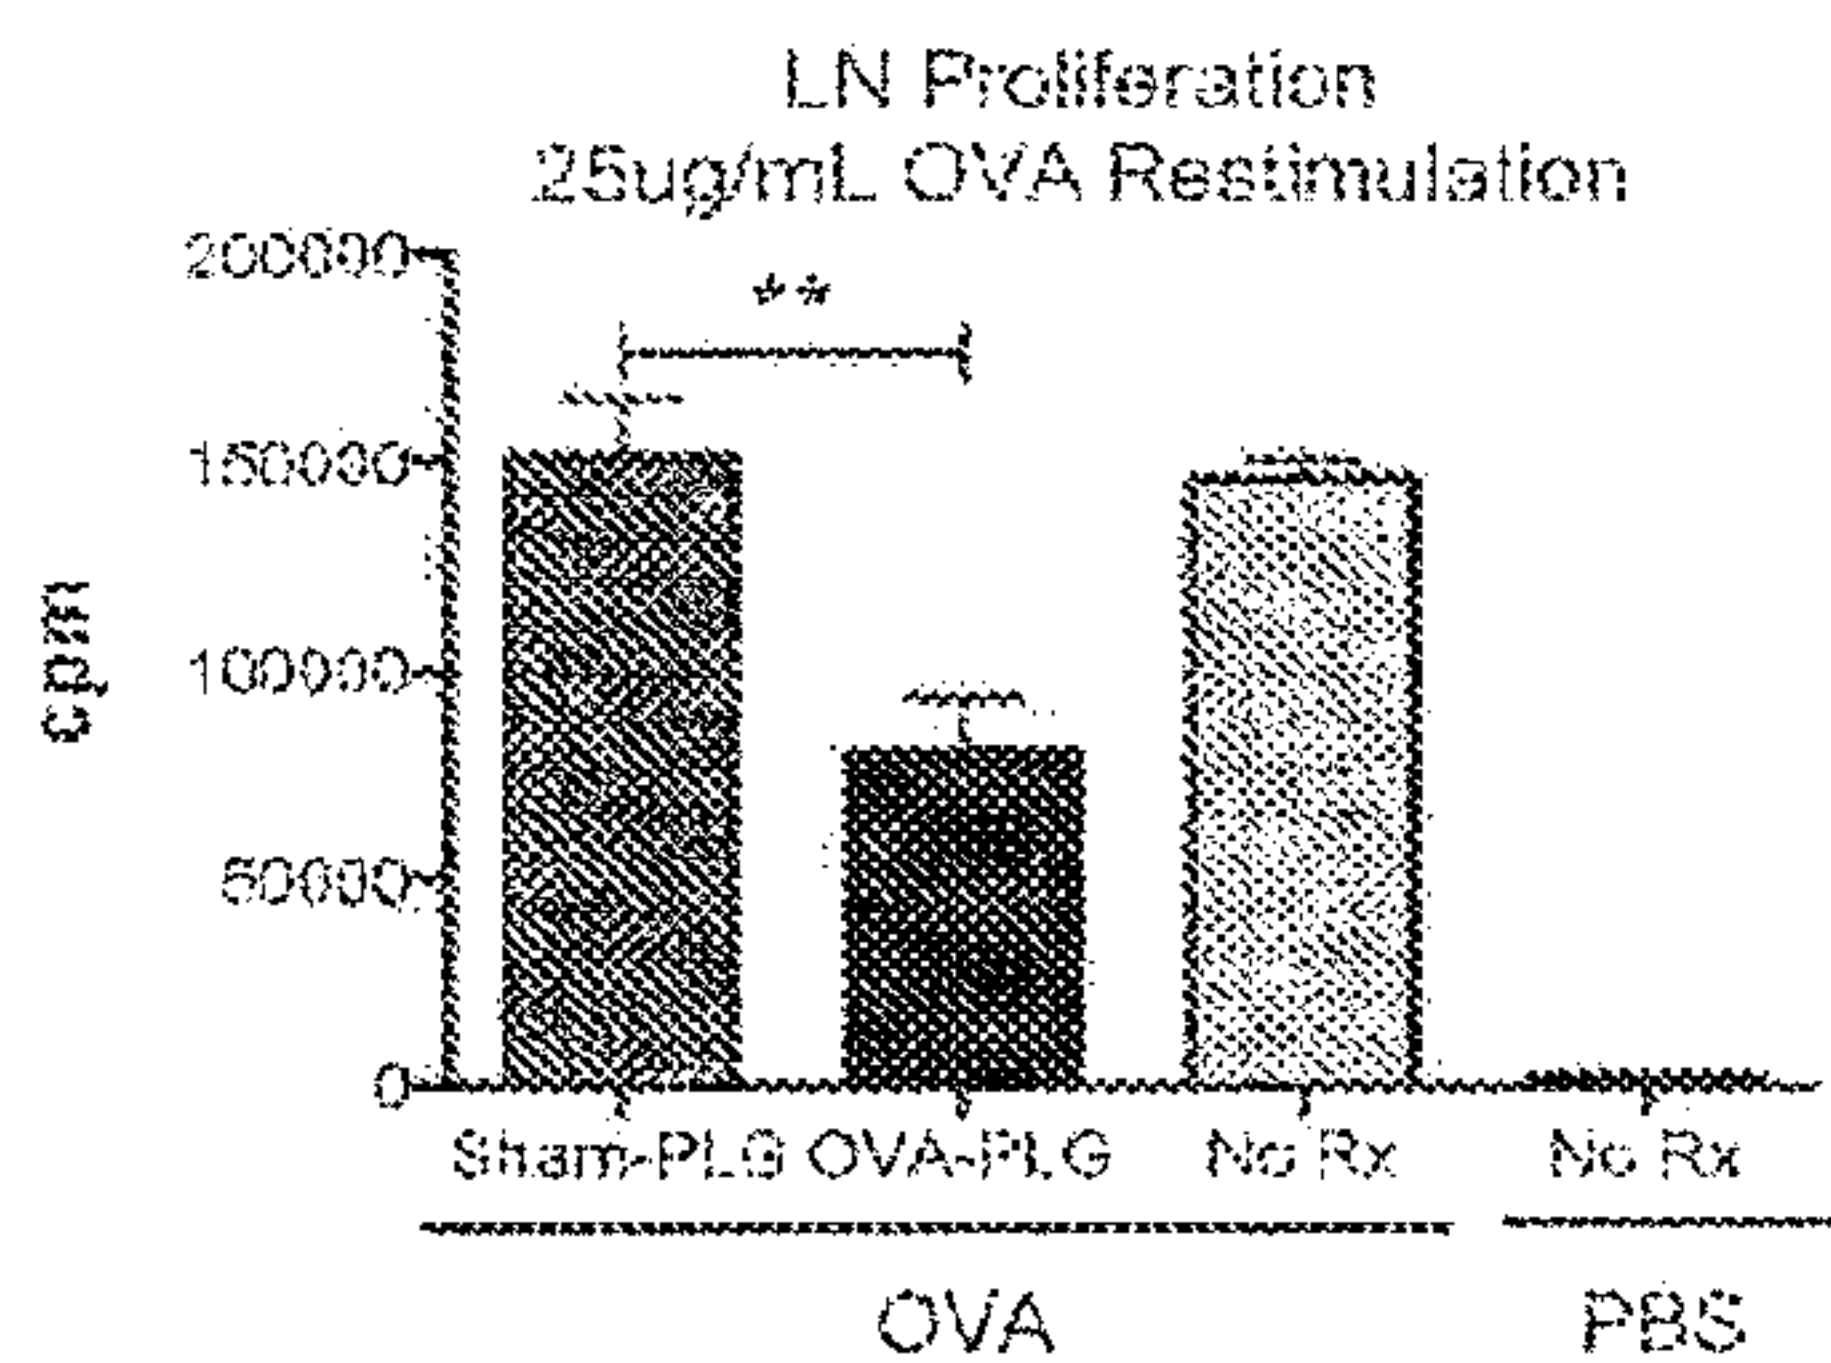 LN Proliferation
25ug/mL OVA Restimulation
200000
**
150000
100000
50000
0
cpm
Sham-PLG OVA-PLG No Rx No Rx
OVA PBS